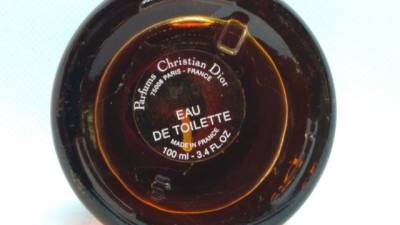 Parfums Christian Dior
75008 PARIS - FRANCE
EAU
DE TOILETTE
MADE IN FRANCE
100 ml - 3.4 FL.OZ